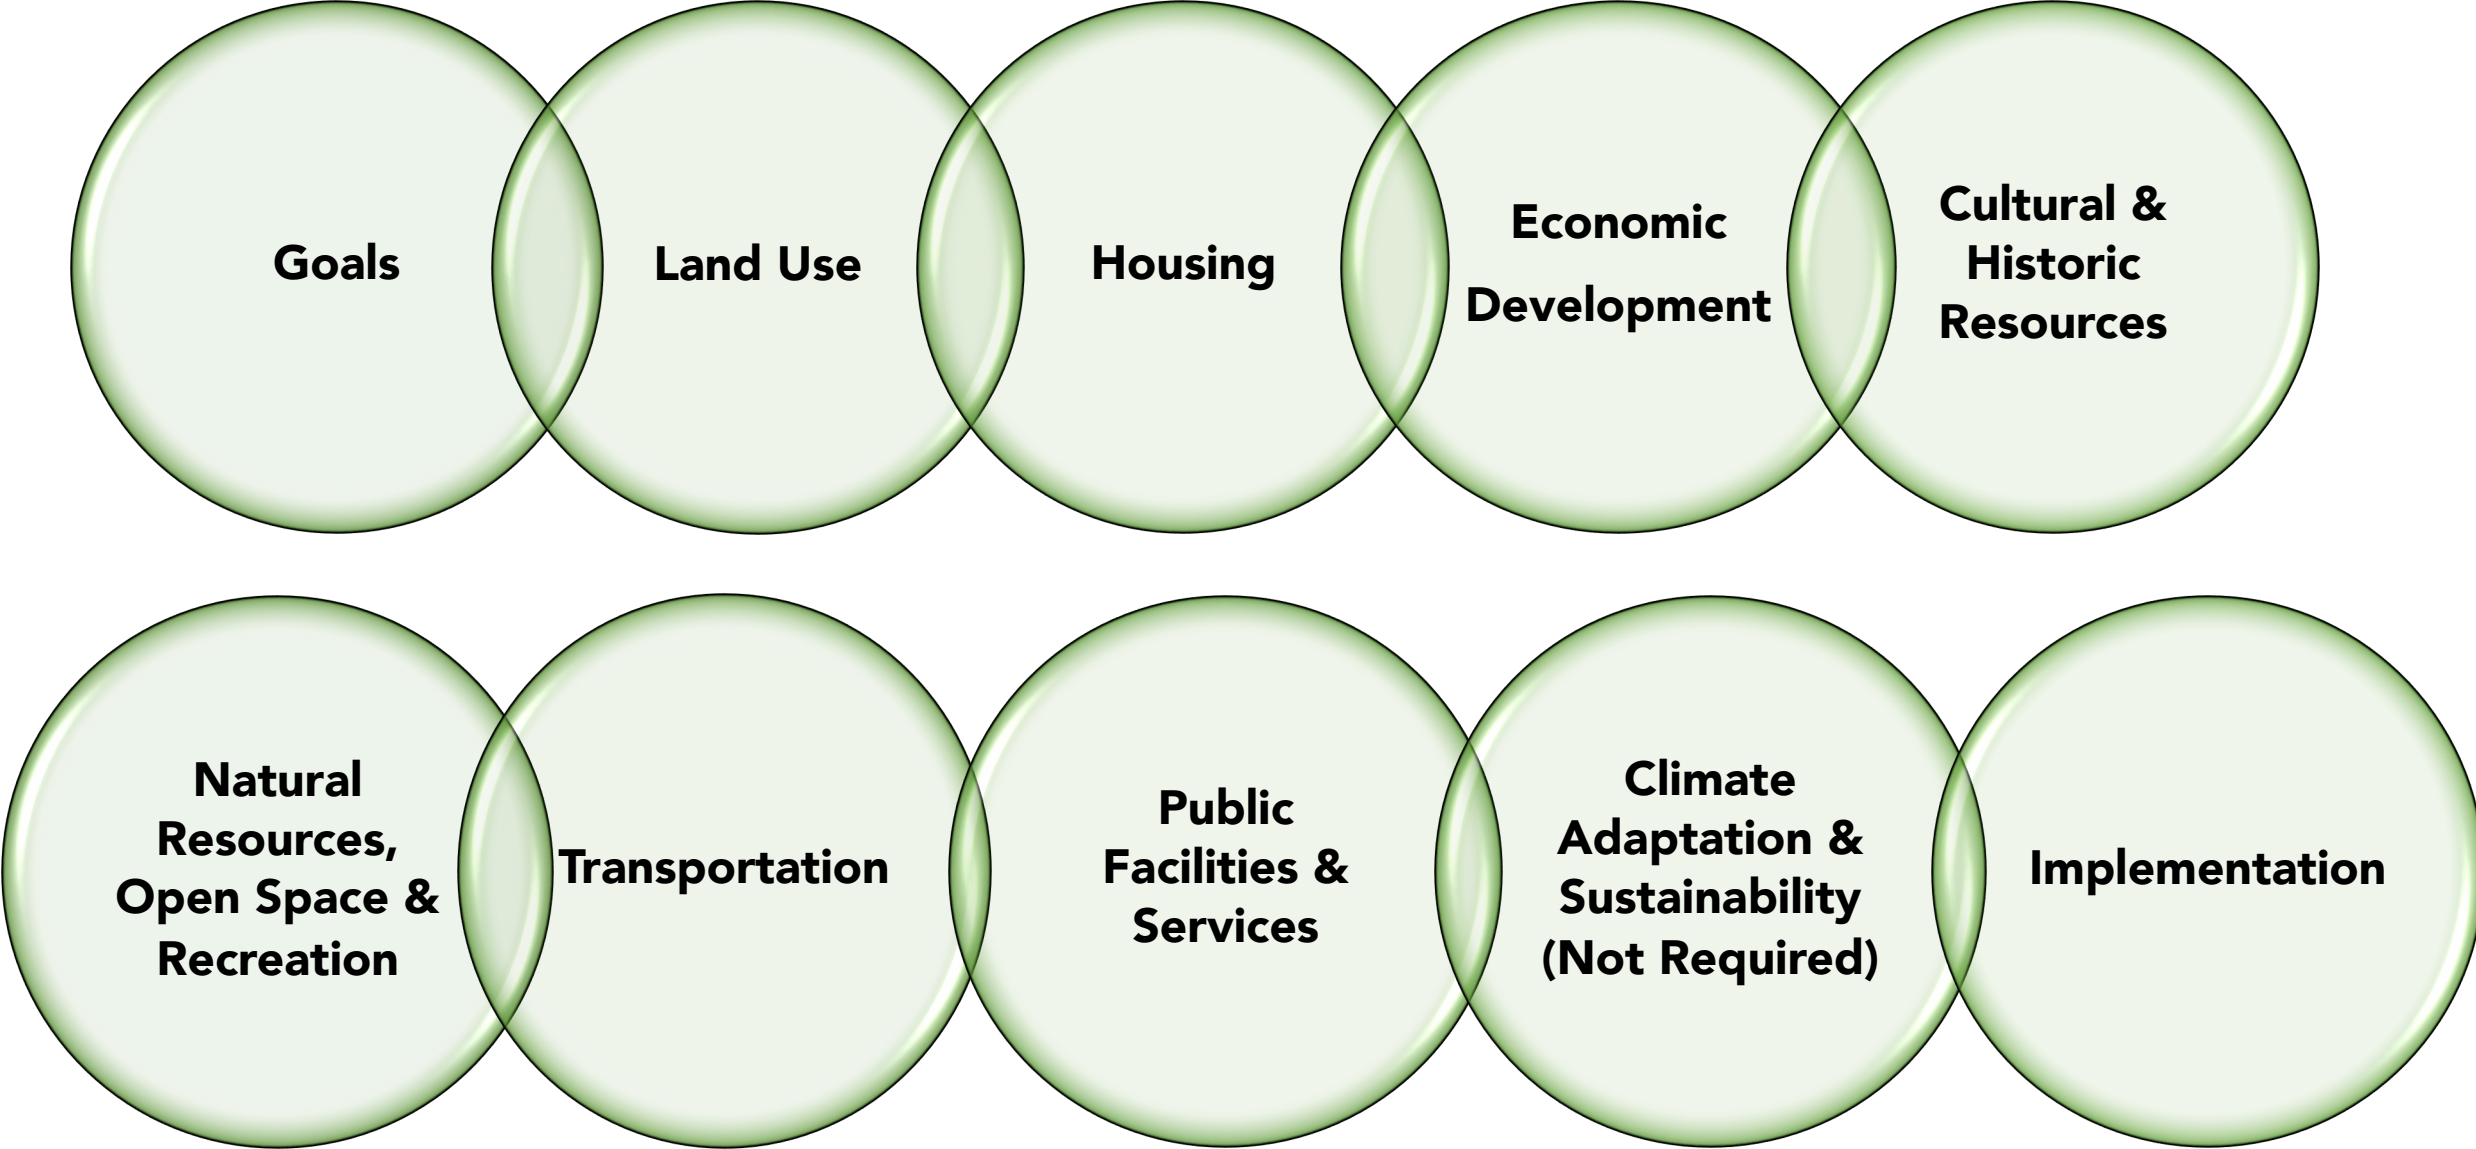 Goals
Land Use
Housing
Economic
Development
Cultural &
Historic
Resources
Natural
Resources,
Open Space &
Recreation
Transportation
Public
Facilities &
Services
Climate
Adaptation &
Sustainability
(Not Required)
Implementation